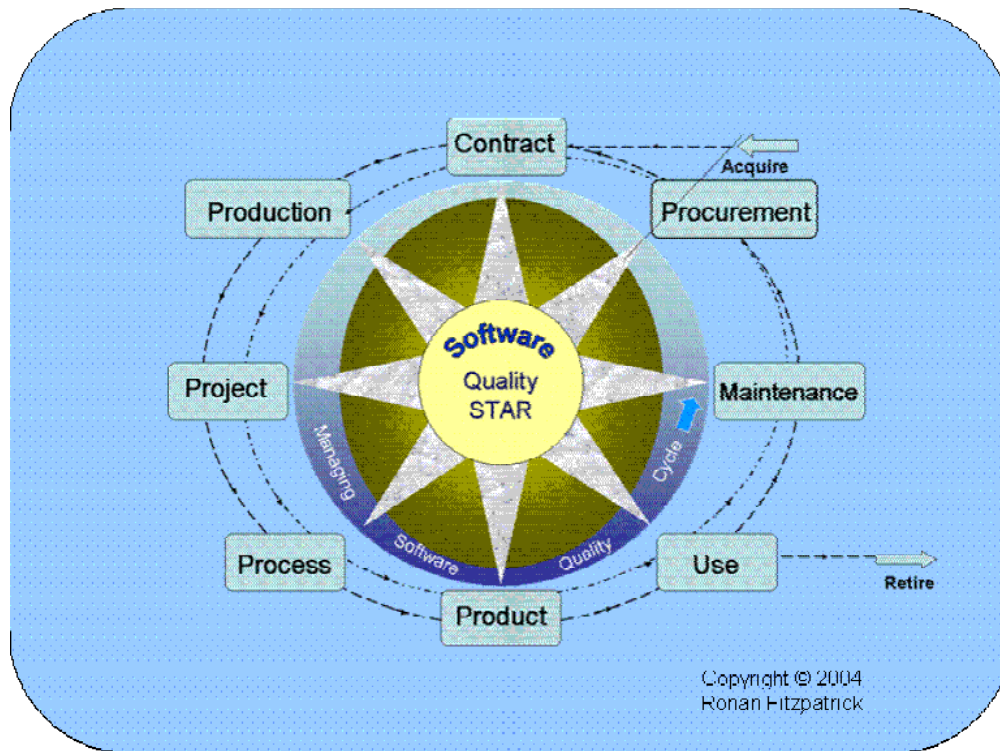 Contract
Acquire
Production
Procurement
Software
Quality
STAR
Project
Maintenance
Managing
Software
Quality
Cycle
Process
Product
Use
Retire
Copyright © 2004
Ronan Fitzpatrick